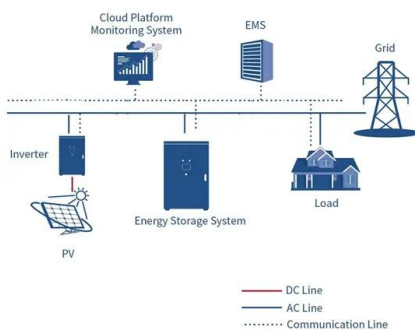 Cloud Platform
Monitoring System
EMS
Grid
Inverter
Energy Storage System
Load
PV
DC Line
AC Line
Communication Line